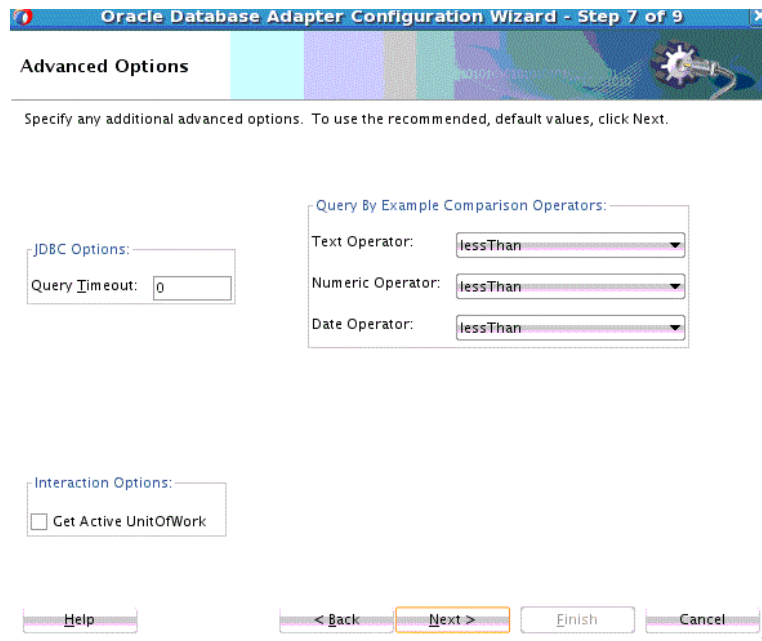 Oracle Database Adapter Configuration Wizard - Step 7 of 9
Advanced Options
Specify any additional advanced options. To use the recommended, default values, click Next.
Query By Example Comparison Operators:
Text Operator: lessThan
JDBC Options:
Query Timeout: 0
Numeric Operator: lessThan
Date Operator: lessThan
Interaction Options:
Get Active UnitOfWork
Help < Back Next > Finish Cancel